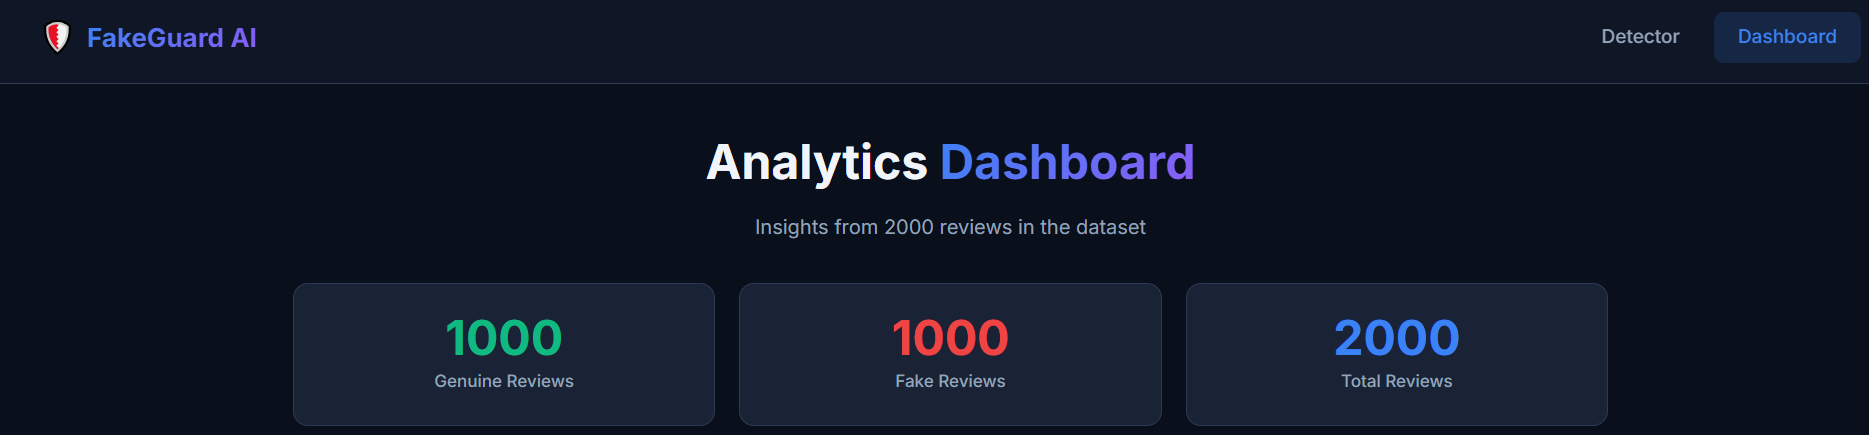 FakeGuard AI
Detector
Dashboard
Analytics Dashboard
Insights from 2000 reviews in the dataset
1000
Genuine Reviews
1000
Fake Reviews
2000
Total Reviews